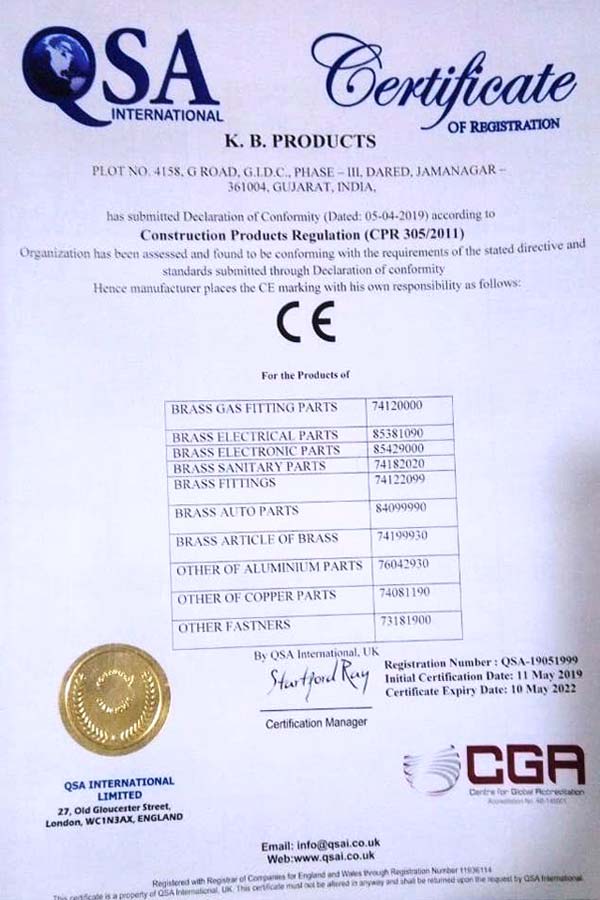 QSA
INTERNATIONAL
Certificate
OF REGISTRATION
K. B. PRODUCTS
PLOT NO. 4158, G ROAD, G.I.D.C., PHASE – III, DARED, JAMANAGAR –
361004, GUJARAT, INDIA,
has submitted Declaration of Conformity (Dated: 05-04-2019) according to
Construction Products Regulation (CPR 305/2011)
Organization has been assessed and found to be conforming with the requirements of the stated directive and
standards submitted through Declaration of conformity
Hence manufacturer places the CE marking with his own responsibility as follows:
CE
For the Products of
BRASS GAS FITTING PARTS 74120000
BRASS ELECTRICAL PARTS 85381090
BRASS ELECTRONIC PARTS 85429000
BRASS SANITARY PARTS 74182020
BRASS FITTINGS 74122099
BRASS AUTO PARTS 84099990
BRASS ARTICLE OF BRASS 74199930
OTHER OF ALUMINIUM PARTS 76042930
OTHER OF COPPER PARTS 74081190
OTHER FASTNERS 73181900
By QSA International, UK
Startford Ray
Certification Manager
Registration Number : QSA-19051999
Initial Certification Date: 11 May 2019
Certificate Expiry Date: 10 May 2022
QSA INTERNATIONAL
LIMITED
27, Old Gloucester Street,
London, WC1N3AX, ENGLAND
CGA
Centre for Global Accreditation
Accreditation No.
Email: info@qsai.co.uk
Web:www.qsai.co.uk
Registered with Registrar of Companies for England and Wales through Registration Number 11936114
This certificate is a property of QSA International, UK. This certificate must not be altered in anyway and shall be returned upon the request by QSA International.